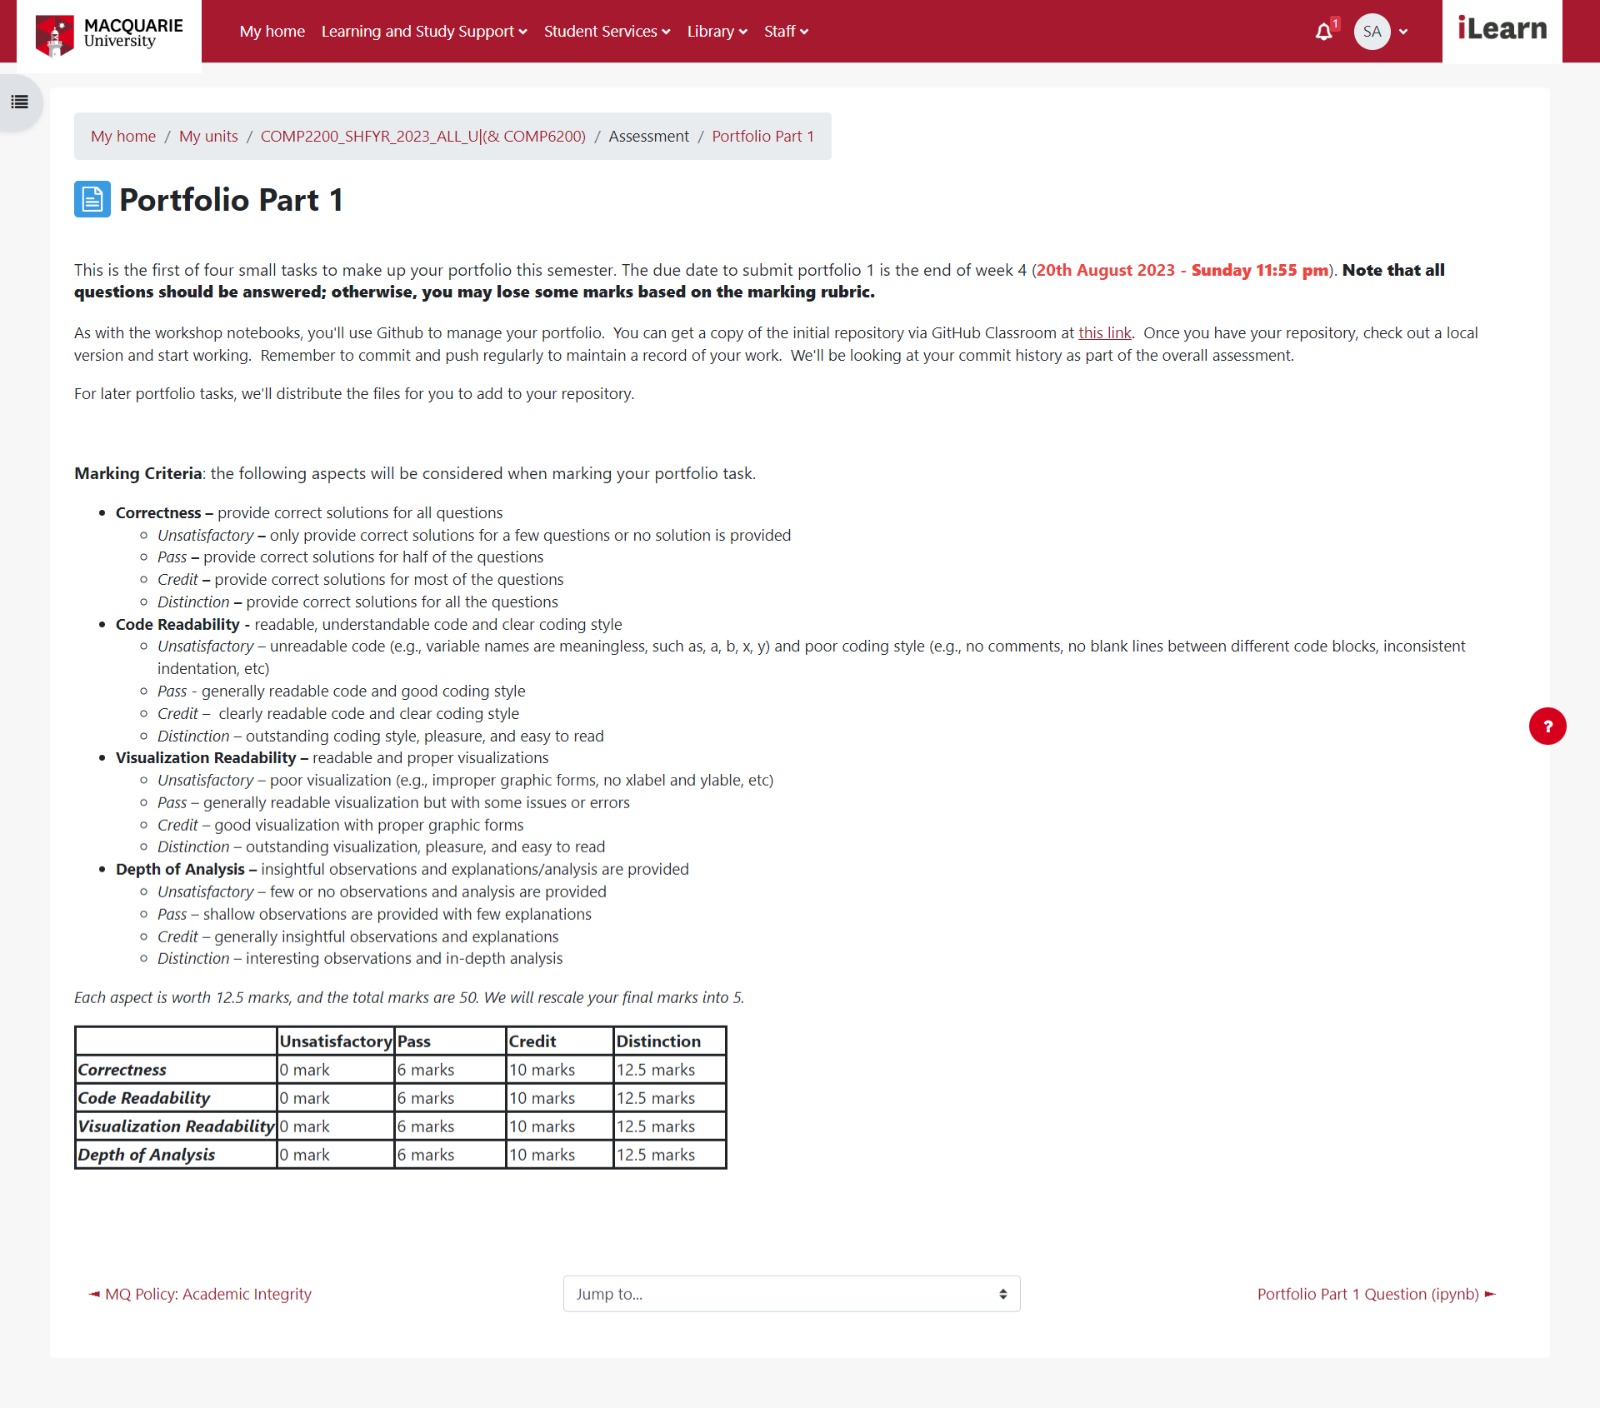 MACQUARIE
University
My home
Learning and Study Support
Student Services
Library
Staff
1
SA
iLearn
My home / My units / COMP2200_SHFYR_2023_ALL_U|(& COMP6200) / Assessment / Portfolio Part 1
Portfolio Part 1
This is the first of four small tasks to make up your portfolio this semester. The due date to submit portfolio 1 is the end of week 4 (20th August 2023 - Sunday 11:55 pm). Note that all
questions should be answered; otherwise, you may lose some marks based on the marking rubric.
As with the workshop notebooks, you'll use Github to manage your portfolio. You can get a copy of the initial repository via GitHub Classroom at this link. Once you have your repository, check out a local
version and start working. Remember to commit and push regularly to maintain a record of your work. We'll be looking at your commit history as part of the overall assessment.
For later portfolio tasks, we'll distribute the files for you to add to your repository.
Marking Criteria: the following aspects will be considered when marking your portfolio task.
• Correctness – provide correct solutions for all questions
◦ Unsatisfactory – only provide correct solutions for a few questions or no solution is provided
◦ Pass – provide correct solutions for half of the questions
◦ Credit – provide correct solutions for most of the questions
◦ Distinction – provide correct solutions for all the questions
• Code Readability - readable, understandable code and clear coding style
◦ Unsatisfactory – unreadable code (e.g., variable names are meaningless, such as, a, b, x, y) and poor coding style (e.g., no comments, no blank lines between different code blocks, inconsistent
indentation, etc)
◦ Pass - generally readable code and good coding style
◦ Credit – clearly readable code and clear coding style
◦ Distinction – outstanding coding style, pleasure, and easy to read
• Visualization Readability – readable and proper visualizations
◦ Unsatisfactory – poor visualization (e.g., improper graphic forms, no xlabel and ylable, etc)
◦ Pass – generally readable visualization but with some issues or errors
◦ Credit – good visualization with proper graphic forms
◦ Distinction – outstanding visualization, pleasure, and easy to read
• Depth of Analysis – insightful observations and explanations/analysis are provided
◦ Unsatisfactory – few or no observations and analysis are provided
◦ Pass – shallow observations are provided with few explanations
◦ Credit – generally insightful observations and explanations
◦ Distinction – interesting observations and in-depth analysis
Each aspect is worth 12.5 marks, and the total marks are 50. We will rescale your final marks into 5.
Unsatisfactory Pass Credit Distinction
Correctness 0 mark 6 marks 10 marks 12.5 marks
Code Readability 0 mark 6 marks 10 marks 12.5 marks
Visualization Readability 0 mark 6 marks 10 marks 12.5 marks
Depth of Analysis 0 mark 6 marks 10 marks 12.5 marks
?
◄ MQ Policy: Academic Integrity
Jump to...
Portfolio Part 1 Question (ipynb) ►